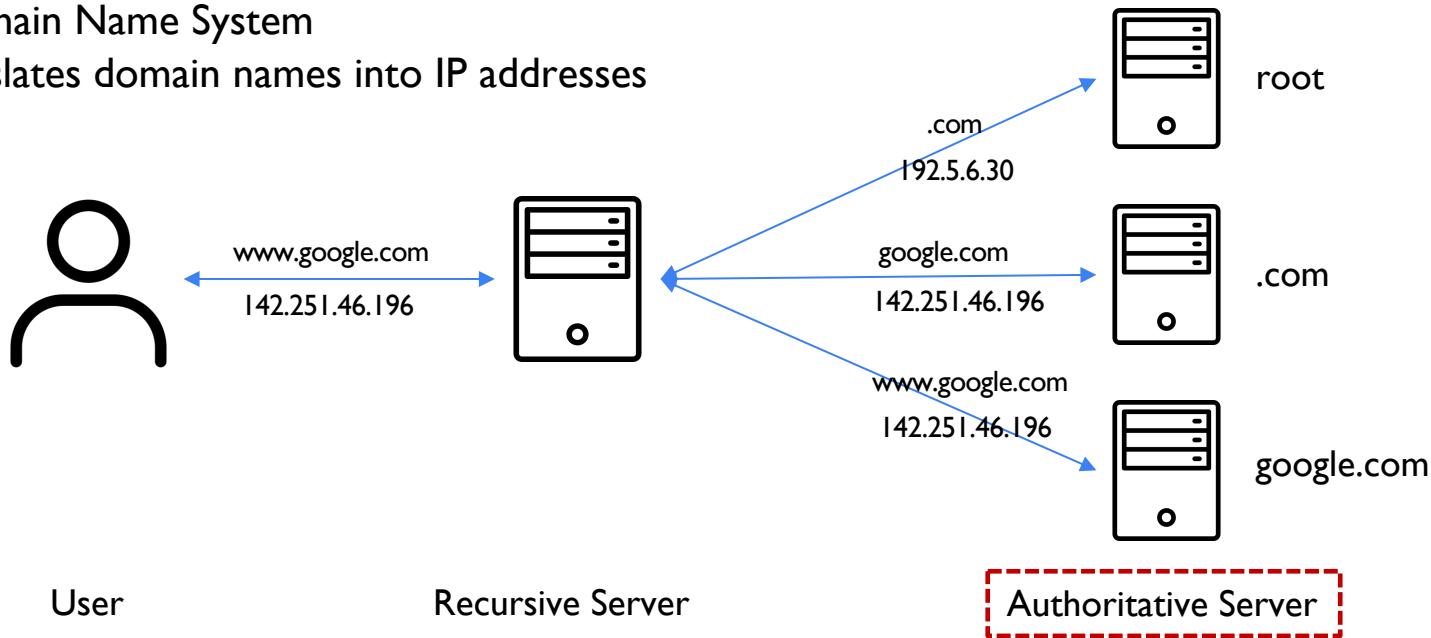 main Name System
slates domain names into IP addresses
root
.com
192.5.6.30
www.google.com
142.251.46.196
google.com
142.251.46.196
.com
www.google.com
142.251.46.196
google.com
User
Recursive Server
Authoritative Server